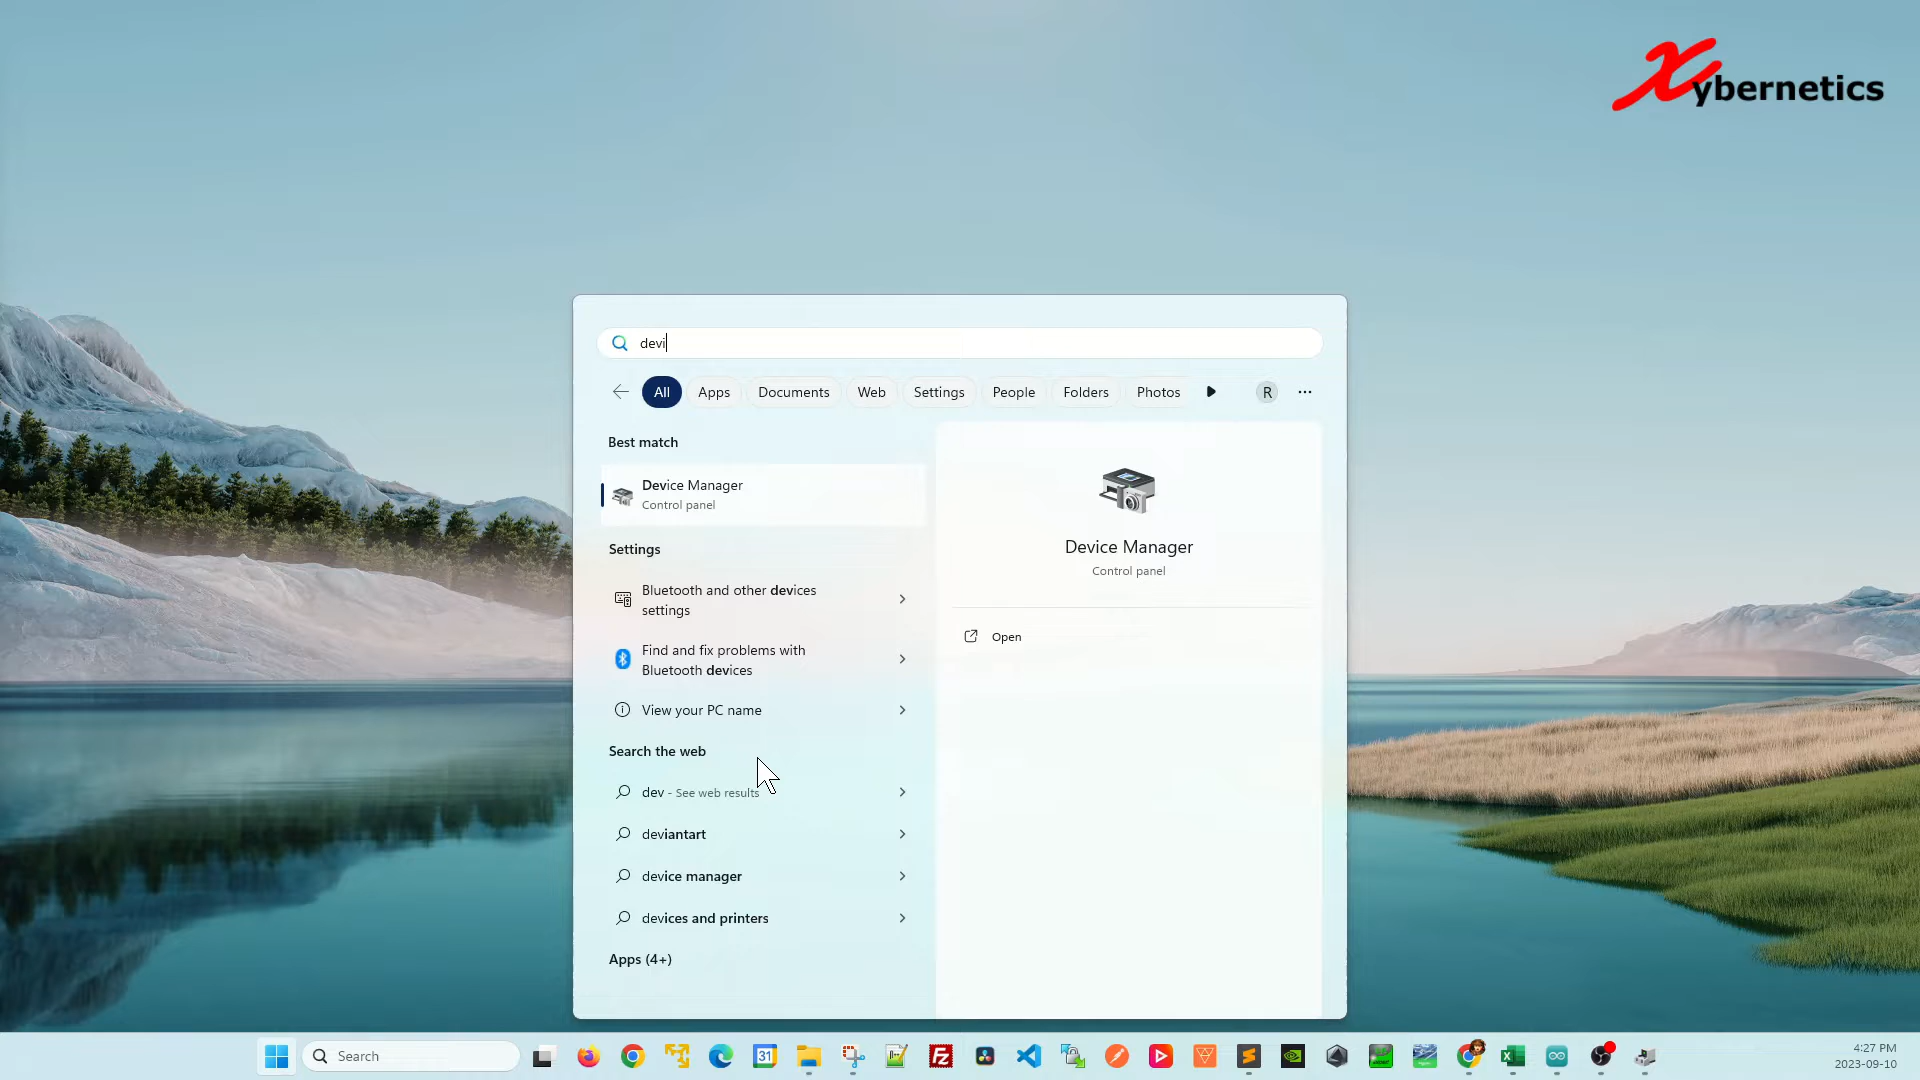 Xybernetics
devi
All
Apps
Documents
Web
Settings
People
Folders
Photos
R
Best match
Device Manager
Control panel
Settings
Bluetooth and other devices
settings
Find and fix problems with
Bluetooth devices
View your PC name
Search the web
dev - See web results
deviantart
device manager
devices and printers
Apps (4+)
Device Manager
Control panel
Open
Search
31
4:27 PM
2023-09-10